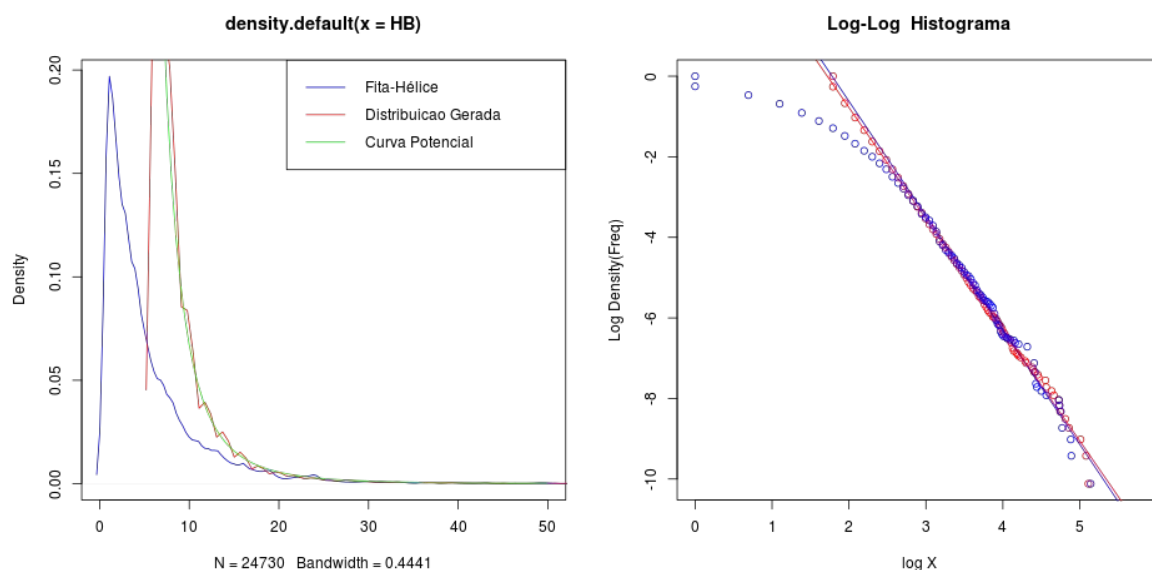 density.default(x = HB)
Density
0.00
0.05
0.10
0.15
0.20
Fita-Hélice
Distribuicao Gerada
Curva Potencial
0 10 20 30 40 50
N = 24730 Bandwidth = 0.4441
Log-Log Histograma
Log Density(Freq)
0
-2
-4
-6
-8
-10
0 1 2 3 4 5
log X